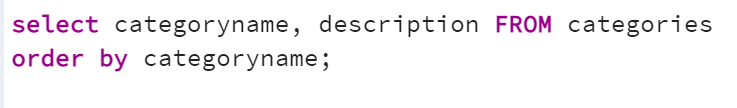 select categoryname, description FROM categories
order by categoryname;